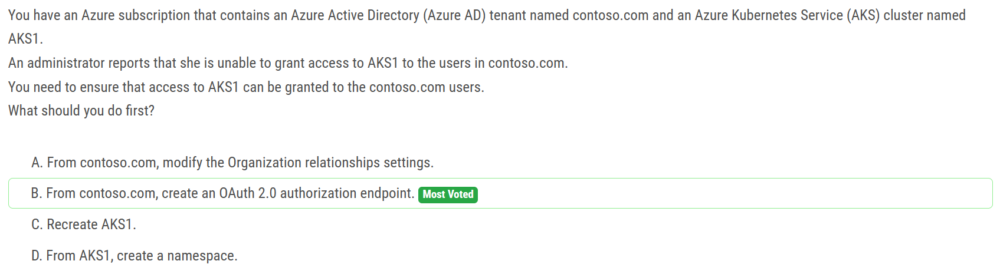 You have an Azure subscription that contains an Azure Active Directory (Azure AD) tenant named contoso.com and an Azure Kubernetes Service (AKS) cluster named
AKS1.
An administrator reports that she is unable to grant access to AKS1 to the users in contoso.com.
You need to ensure that access to AKS1 can be granted to the contoso.com users.
What should you do first?
A. From contoso.com, modify the Organization relationships settings.
B. From contoso.com, create an OAuth 2.0 authorization endpoint. Most Voted
C. Recreate AKS1.
D. From AKS1, create a namespace.